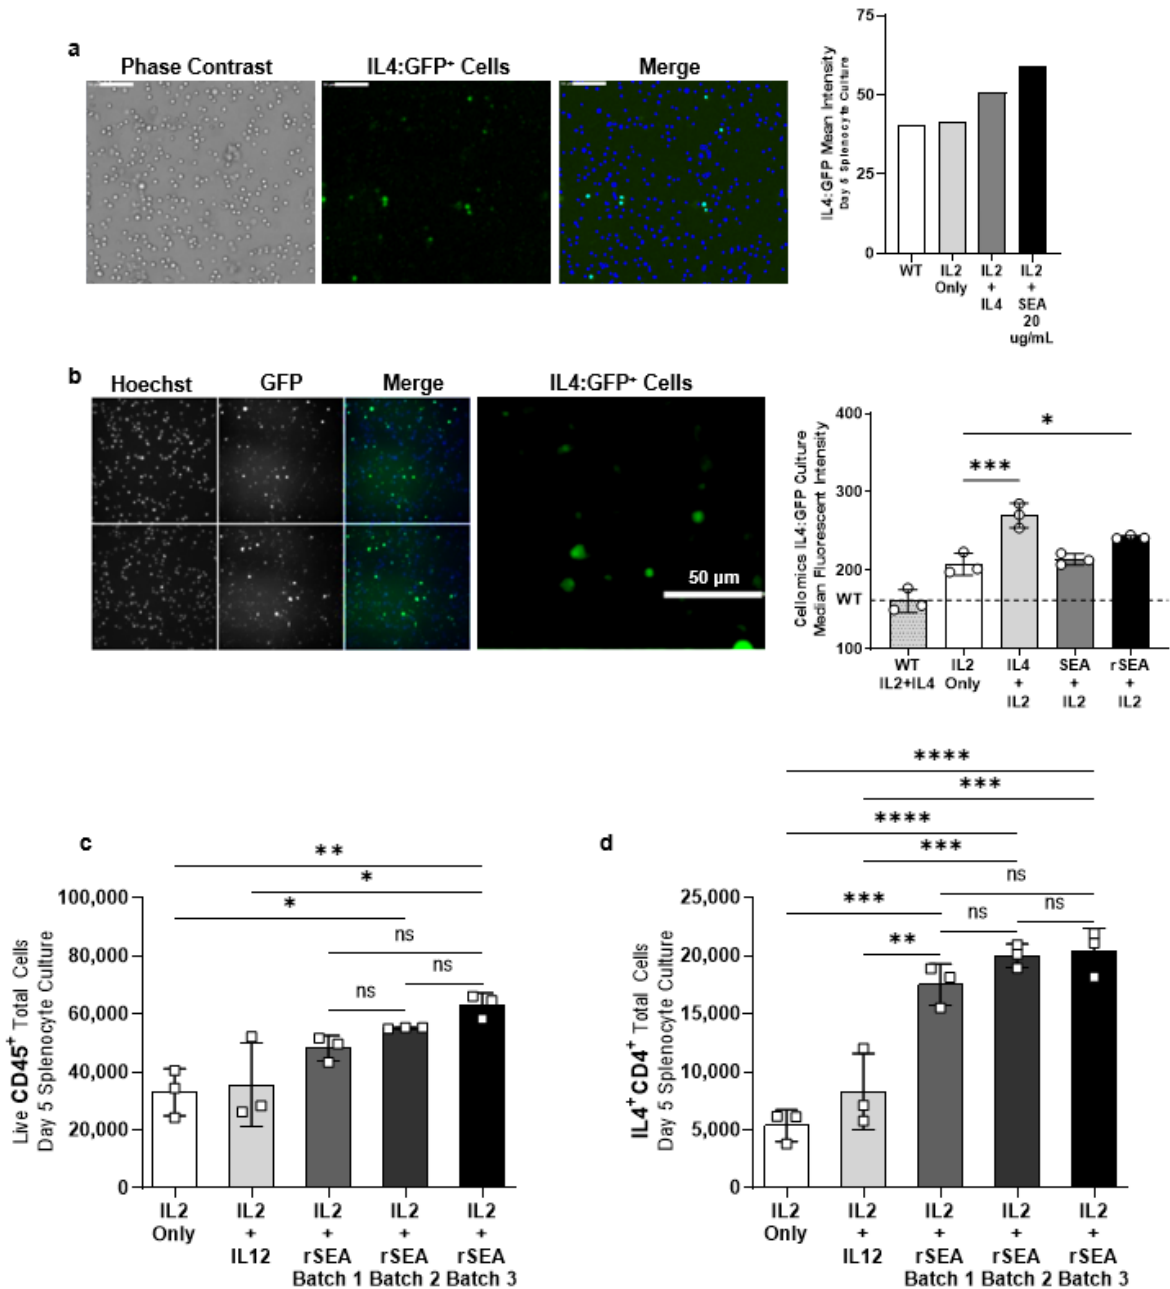 a
Phase Contrast
IL4:GFP⁺ Cells
Merge
IL4:GFP Mean Intensity
Day 5 Splenocyte Culture
75
50
25
0
WT
IL2
Only
IL2
+
IL4
IL2
+
SEA
20
ug/mL
b
Hoechst
GFP
Merge
IL4:GFP⁺ Cells
50 µm
Cellomics IL4:GFP Culture
Median Fluorescent Intensity
400
300
200
WT
100
*
***
WT
IL2+IL4
IL2
Only
IL4
+
IL2
SEA
+
IL2
rSEA
+
IL2
c
Live CD45⁺ Total Cells
Day 5 Splenocyte Culture
100,000
80,000
60,000
40,000
20,000
0
**
*
*
ns
ns
ns
IL2
Only
IL2
+
IL12
IL2
+
rSEA
Batch 1
IL2
+
rSEA
Batch 2
IL2
+
rSEA
Batch 3
d
IL4⁺CD4⁺ Total Cells
Day 5 Splenocyte Culture
25,000
20,000
15,000
10,000
5,000
0
****
***
****
***
ns
***
ns
ns
**
IL2
Only
IL2
+
IL12
IL2
+
rSEA
Batch 1
IL2
+
rSEA
Batch 2
IL2
+
rSEA
Batch 3